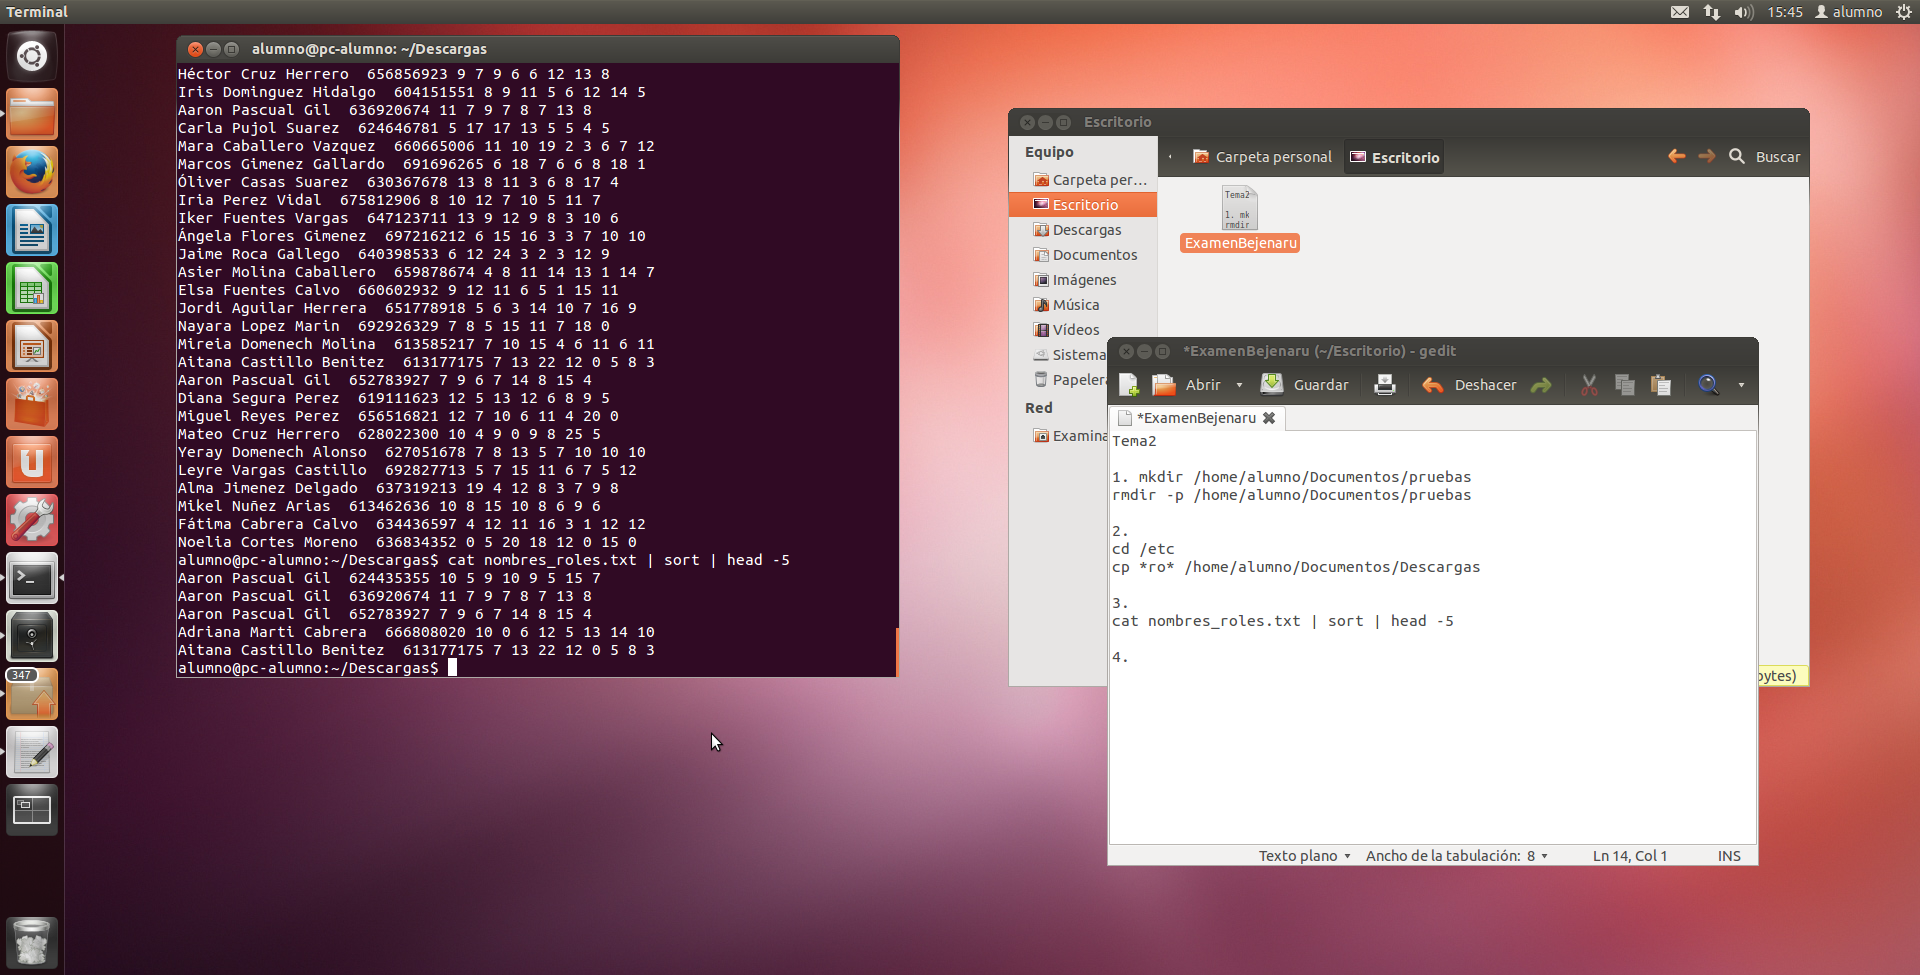 Terminal
15:45
alumno
alumno@pc-alumno: ~/Descargas
Héctor Cruz Herrero  656856923 9 7 9 6 6 12 13 8
Iris Dominguez Hidalgo  604151551 8 9 11 5 6 12 14 5
Aaron Pascual Gil  636920674 11 7 9 7 8 7 13 8
Carla Pujol Suarez  624646781 5 17 17 13 5 5 4 5
Mara Caballero Vazquez  660665006 11 10 19 2 3 6 7 12
Marcos Gimenez Gallardo  691696265 6 18 7 6 6 8 18 1
Óliver Casas Suarez  630367678 13 8 11 3 6 8 17 4
Iria Perez Vidal  675812906 8 10 12 7 10 5 11 7
Iker Fuentes Vargas  647123711 13 9 12 9 8 3 10 6
Ángela Flores Gimenez  697216212 6 15 16 3 3 7 10 10
Jaime Roca Gallego  640398533 6 12 24 3 2 3 12 9
Asier Molina Caballero  659878674 4 8 11 14 13 1 14 7
Elsa Fuentes Calvo  660602932 9 12 11 6 5 1 15 11
Jordi Aguilar Herrera  651778918 5 6 3 14 10 7 16 9
Nayara Lopez Marin  692926329 7 8 5 15 11 7 18 0
Mireia Domenech Molina  613585217 7 10 15 4 6 11 6 11
Aitana Castillo Benitez  613177175 7 13 22 12 0 5 8 3
Aaron Pascual Gil  652783927 7 9 6 7 14 8 15 4
Diana Segura Perez  619111623 12 5 13 12 6 8 9 5
Miguel Reyes Perez  656516821 12 7 10 6 11 4 20 0
Mateo Cruz Herrero  628022300 10 4 9 0 9 8 25 5
Yeray Domenech Alonso  627051678 7 8 13 5 7 10 10 10
Leyre Vargas Castillo  692827713 5 7 15 11 6 7 5 12
Alma Jimenez Delgado  637319213 19 4 12 8 3 7 9 8
Mikel Nuñez Arias  613462636 10 8 15 10 8 6 9 6
Fátima Cabrera Calvo  634436597 4 12 11 16 3 1 12 12
Noelia Cortes Moreno  636834352 0 5 20 18 12 0 15 0
alumno@pc-alumno:~/Descargas$ cat nombres_roles.txt | sort | head -5
Aaron Pascual Gil  624435355 10 5 9 10 9 5 15 7
Aaron Pascual Gil  636920674 11 7 9 7 8 7 13 8
Aaron Pascual Gil  652783927 7 9 6 7 14 8 15 4
Adriana Marti Cabrera  666808020 10 0 6 12 5 13 14 10
Aitana Castillo Benitez  613177175 7 13 22 12 0 5 8 3
alumno@pc-alumno:~/Descargas$
347
Escritorio
Equipo
Carpeta per...
Escritorio
Descargas
Documentos
Imágenes
Música
Vídeos
Sistema
Papelera
Red
Examina
Carpeta personal
Escritorio
Buscar
Tema2
1. mk
rmdir
ExamenBejenaru
bytes)
*ExamenBejenaru (~/Escritorio) - gedit
Abrir
Guardar
Deshacer
*ExamenBejenaru
Tema2
1. mkdir /home/alumno/Documentos/pruebas
rmdir -p /home/alumno/Documentos/pruebas
2.
cd /etc
cp *ro* /home/alumno/Documentos/Descargas
3.
cat nombres_roles.txt | sort | head -5
4.
Texto plano
Ancho de la tabulación: 8
Ln 14, Col 1
INS